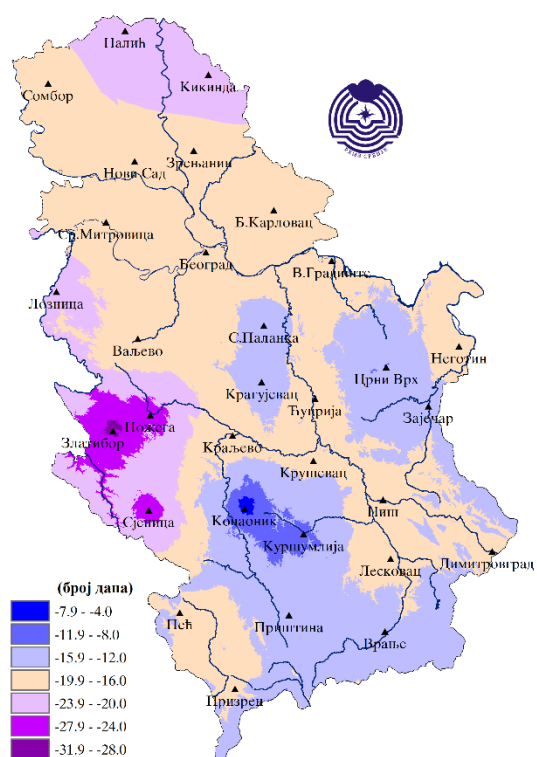 Палић
Кикинда
Сомбор
Зрењанин
Нови Сад
Б.Карловац
Ср.Митровица
Београд
В.Градиште
Лозница
С.Паланка
Ваљево
Неготин
Црни Врх
Крагујевац
Ћуприја
Зајечар
Пожега
Златибор
Краљево
Крушевац
Сјеница
Копаоник
Ниш
Куршумлија
Димитровград
Лесковац
(број дана)
-7.9 - -4.0
-11.9 - -8.0
-15.9 - -12.0
-19.9 - -16.0
-23.9 - -20.0
-27.9 - -24.0
-31.9 - -28.0
Пећ
Приштина
Врање
Призрен